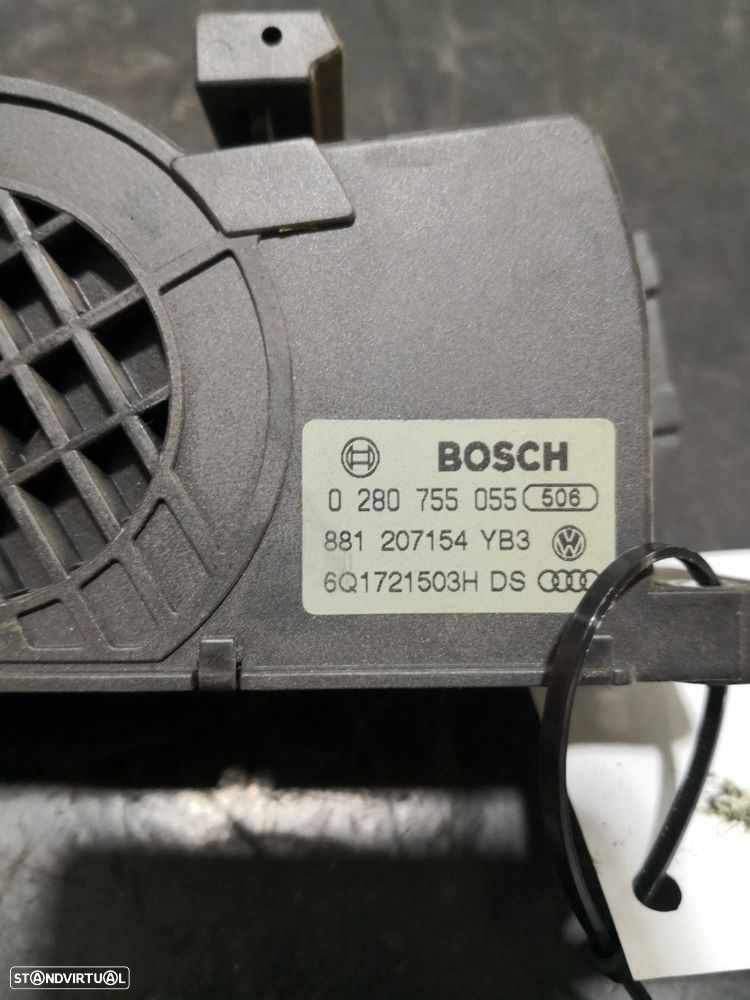 BOSCH
0 280 755 055 506
881 207154 YB3
6Q1721503H DS
STANDVIRTUAL